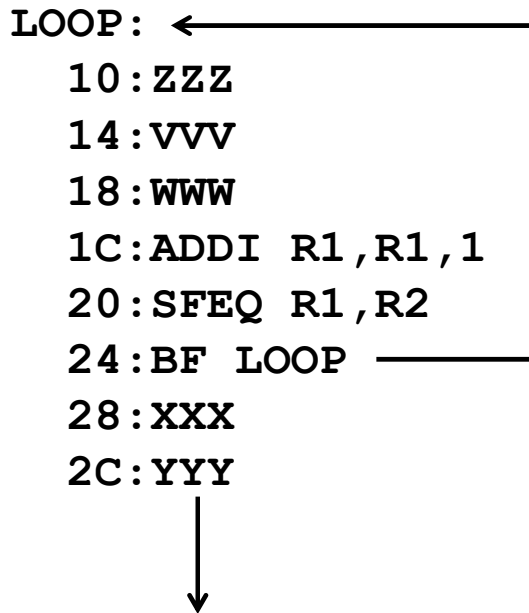 LOOP:
10:ZZZ
14:VVV
18:WWW
1C:ADDI R1,R1,1
20:SFEQ R1,R2
24:BF LOOP
28:XXX
2C:YYY